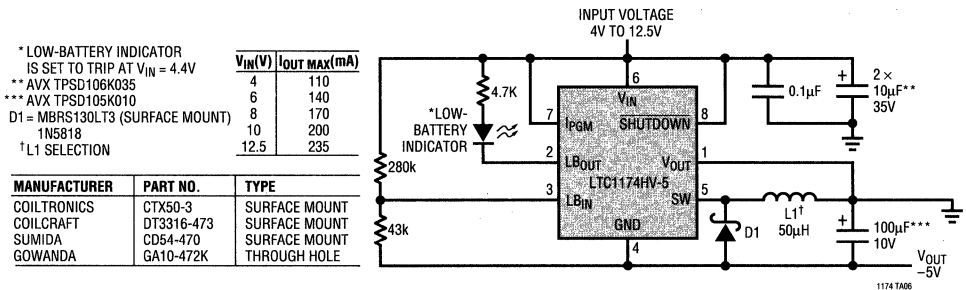 INPUT VOLTAGE
4V TO 12.5V
* LOW-BATTERY INDICATOR
IS SET TO TRIP AT VIN = 4.4V
** AVX TPSD106K035
*** AVX TPSD105K010
D1 = MBRS130LT3 (SURFACE MOUNT)
1N5818
†L1 SELECTION
VIN(V) IOUT MAX(mA)
4 110
6 140
8 170
10 200
12.5 235
MANUFACTURER PART NO. TYPE
COILTRONICS CTX50-3 SURFACE MOUNT
COILCRAFT DT3316-473 SURFACE MOUNT
SUMIDA CD54-470 SURFACE MOUNT
GOWANDA GA10-472K THROUGH HOLE
4.7K
*LOW-
BATTERY
INDICATOR
280k
43k
6
VIN
7 IPGM
SHUTDOWN 8
2 LBOUT
VOUT 1
LTC1174HV-5
3 LBIN
SW 5
GND
4
0.1µF
+
2 ×
10µF**
35V
L1†
50µH
D1
+
100µF***
10V
VOUT
–5V
1174 TA06